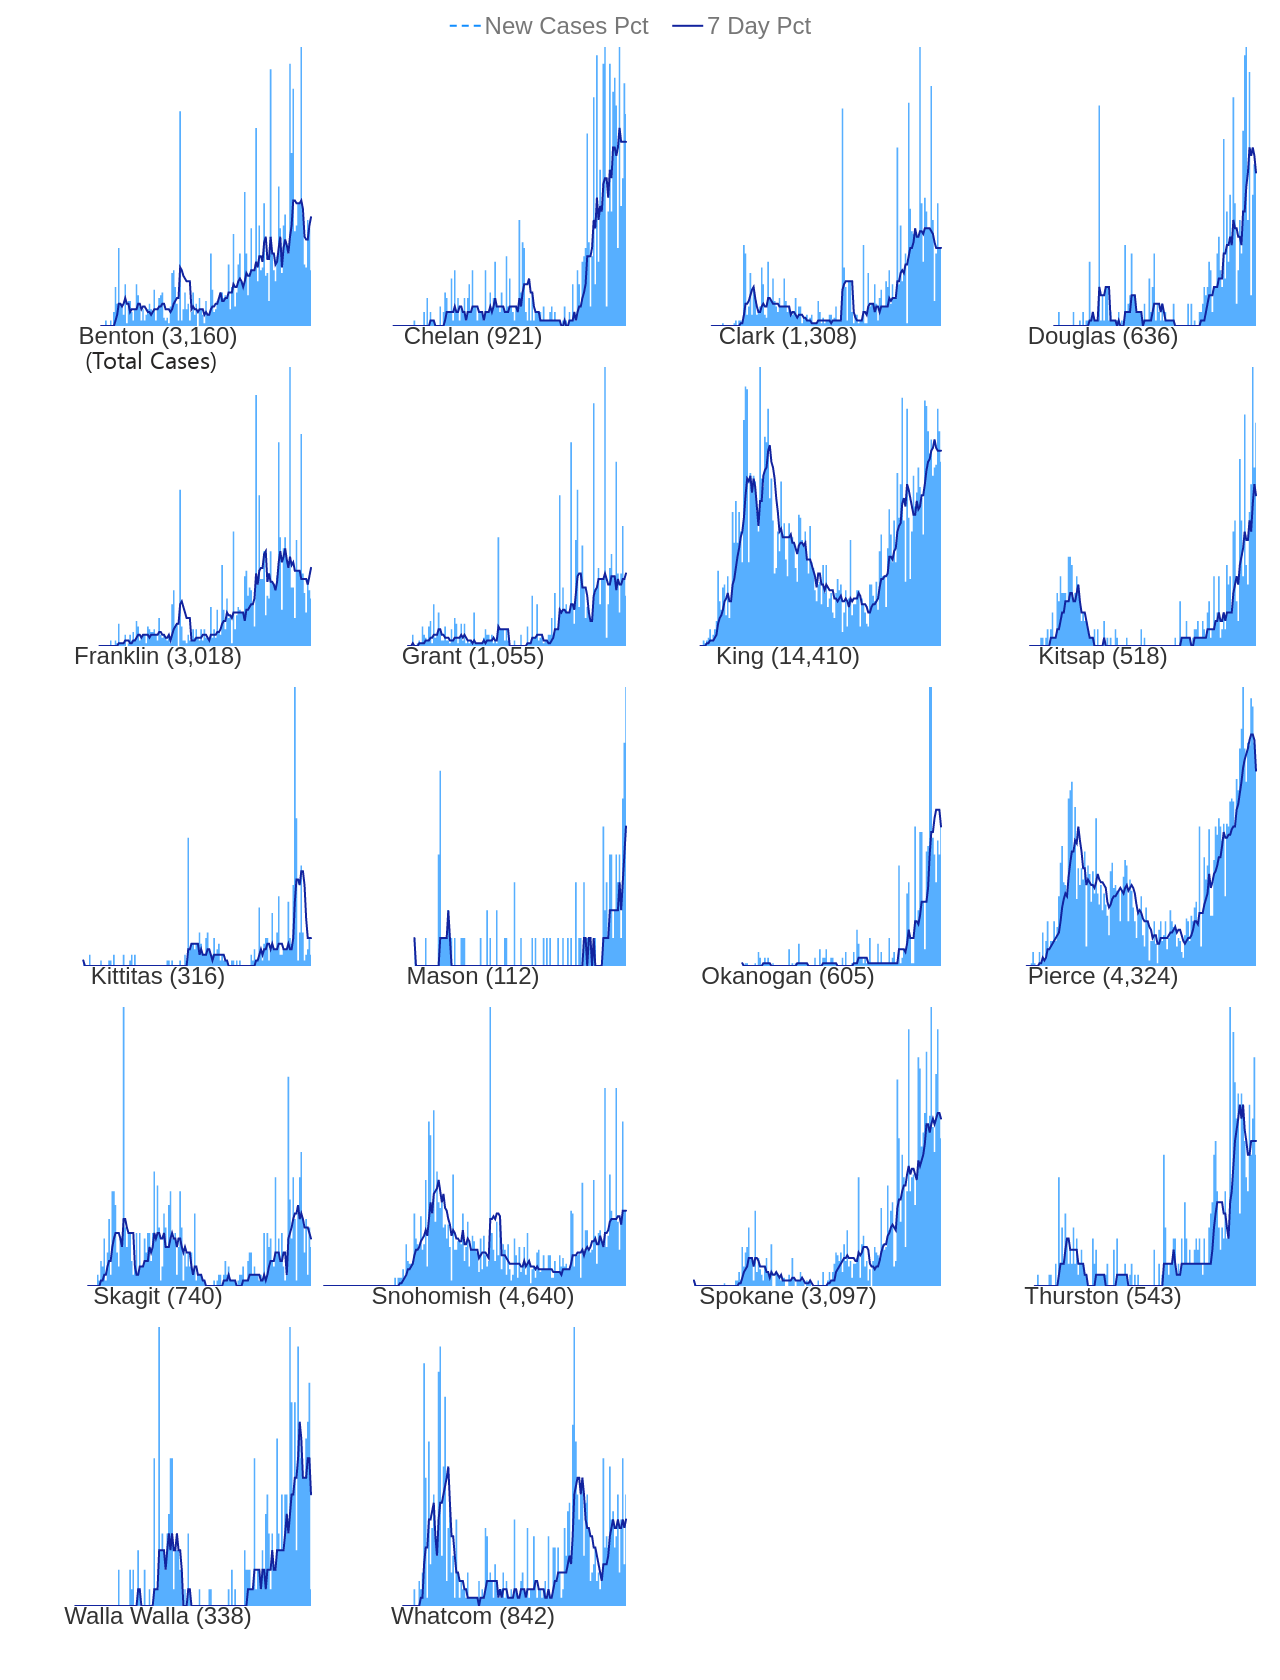 New Cases Pct 7 Day Pct
Benton (3,160) Chelan (921) Clark (1,308) Douglas (636)
(Total Cases)
Franklin (3,018) Grant (1,055) King (14,410) Kitsap (518)
Kittitas (316) Mason (112) Okanogan (605) Pierce (4,324)
Skagit (740) Snohomish (4,640) Spokane (3,097) Thurston (543)
Walla Walla (338) Whatcom (842)